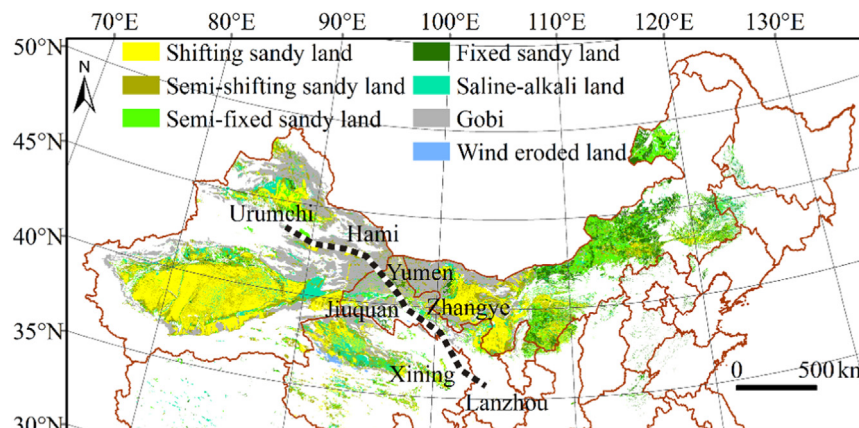 70°E 80°E 90°E 100°E 110°E 120°E 130°E
50°N
45°N
40°N
35°N
30°N
N
Shifting sandy land
Semi-shifting sandy land
Semi-fixed sandy land
Fixed sandy land
Saline-alkali land
Gobi
Wind eroded land
Urumchi
Hami
Yumen
Jiuquan
Zhangye
Xining
Lanzhou
0 500 km